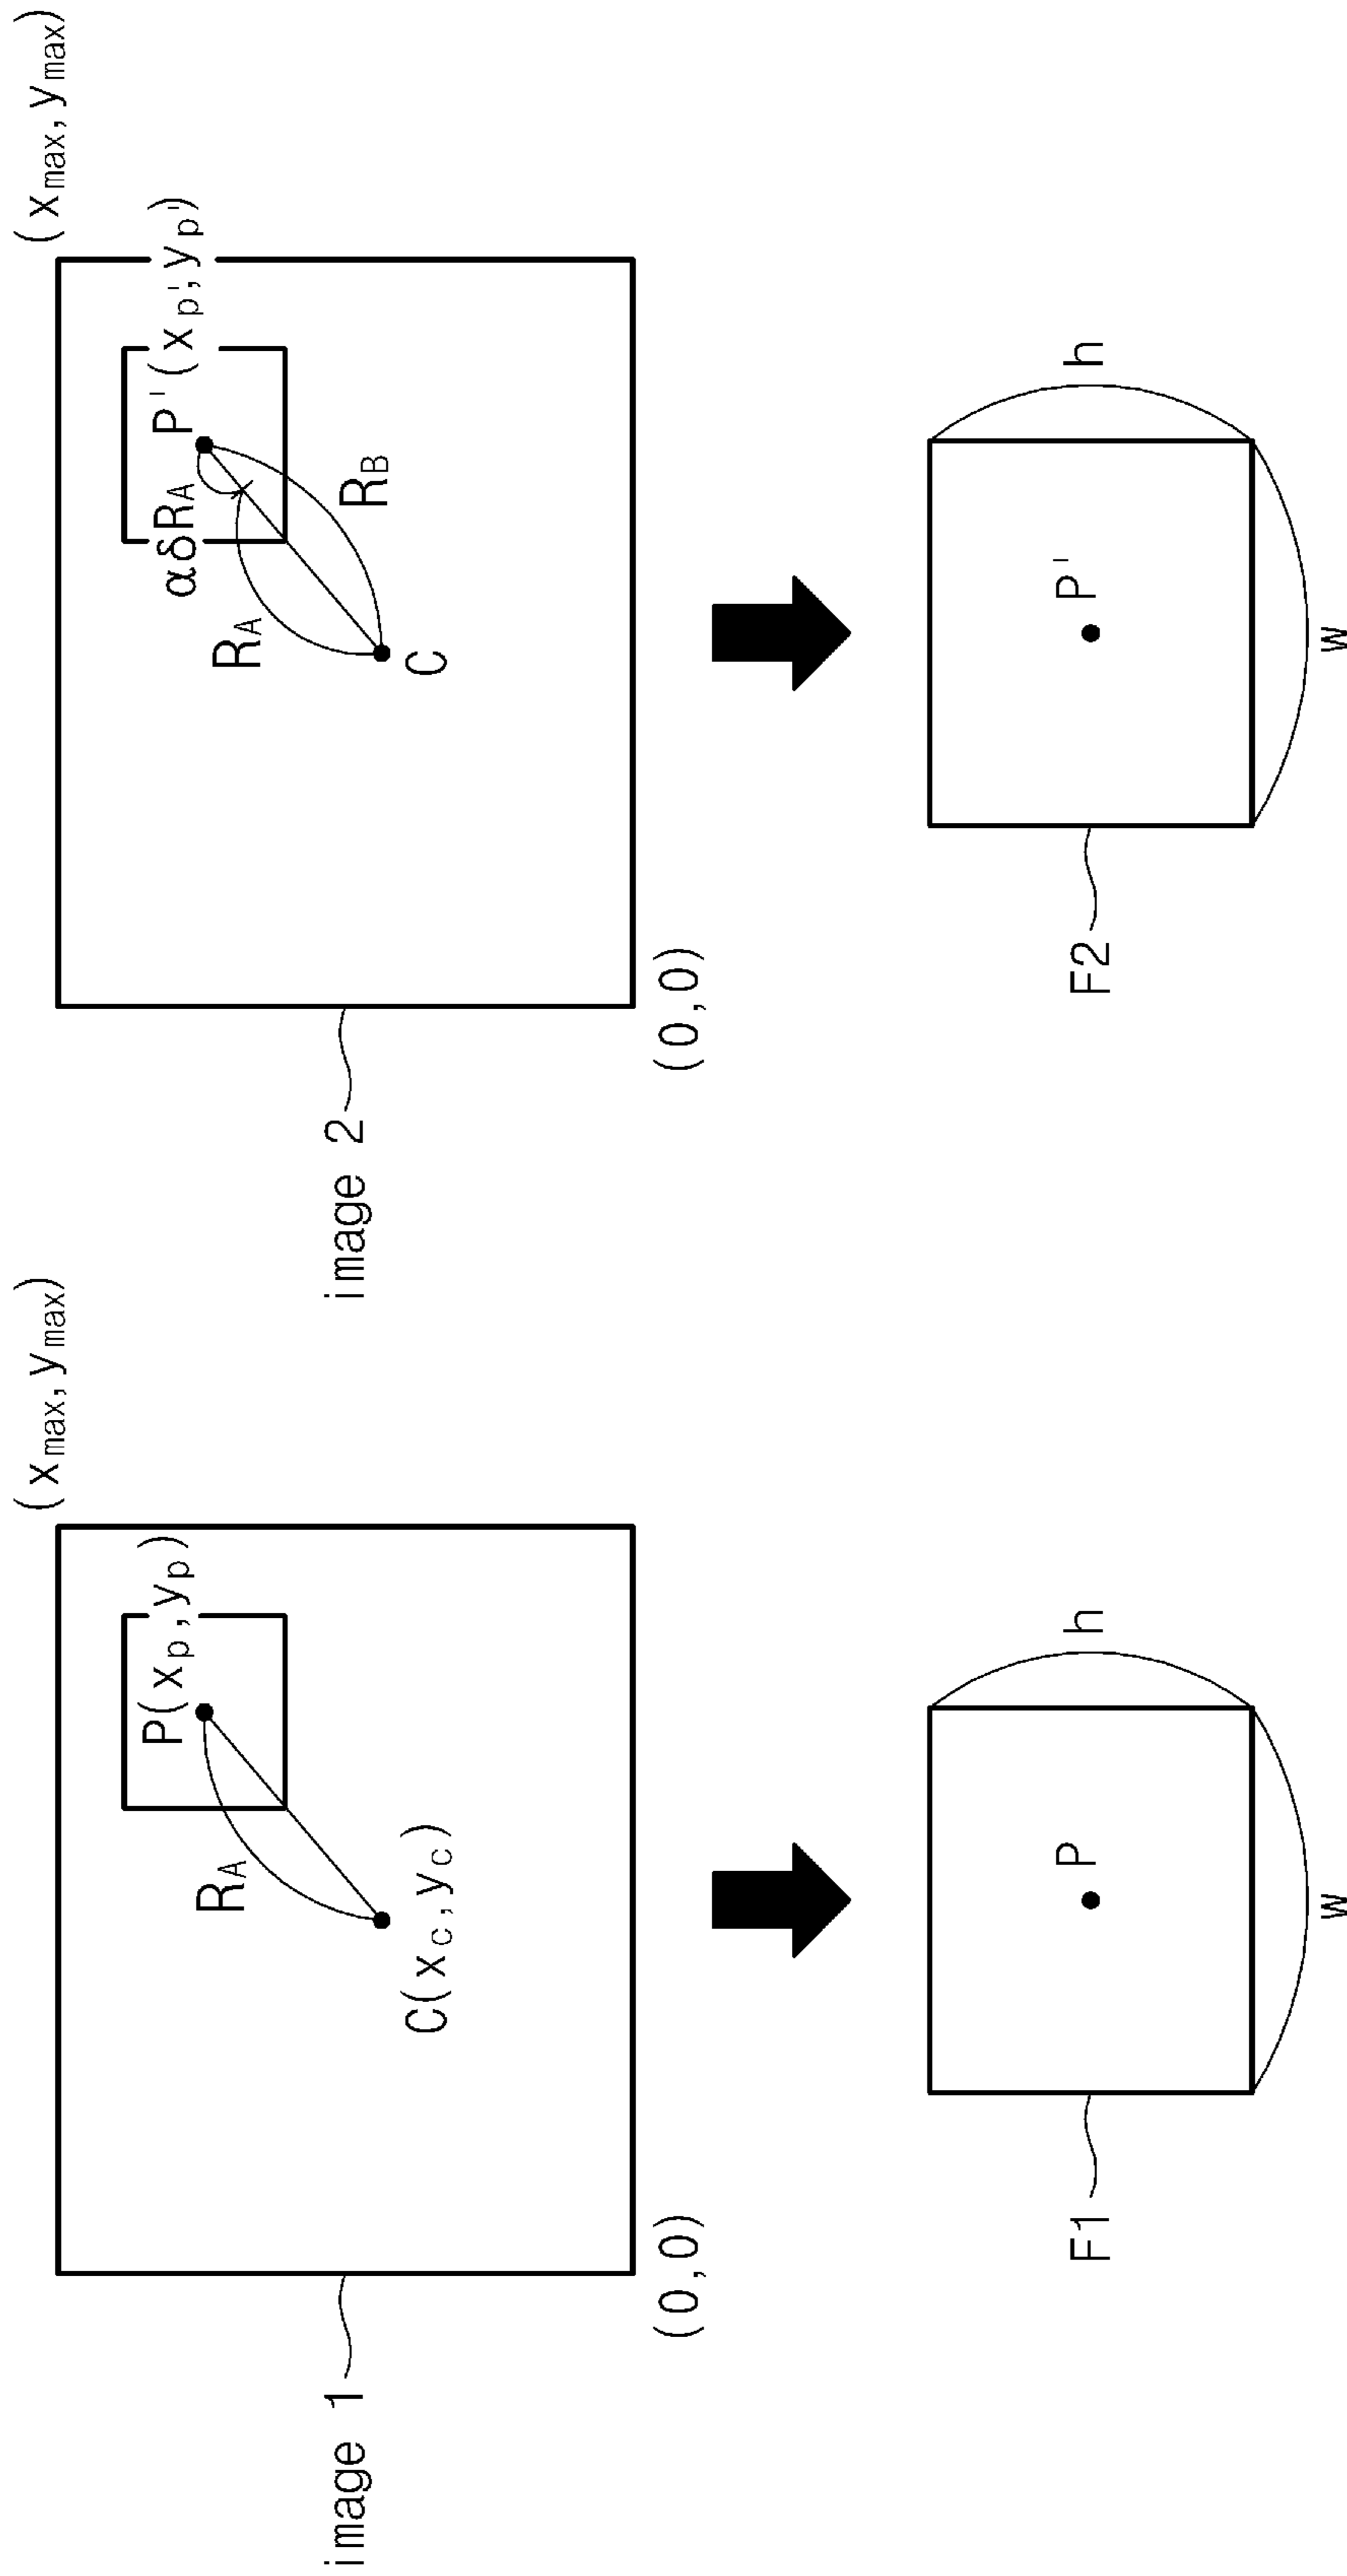 (xmax, ymax)
P(xp, yp)
RA
C(xC, yC)
image 1
(0,0)
P
h
w
F1
(xmax, ymax)
P'(xp', yp')
αδRA
RA
RB
C
image 2
(0,0)
P'
h
w
F2